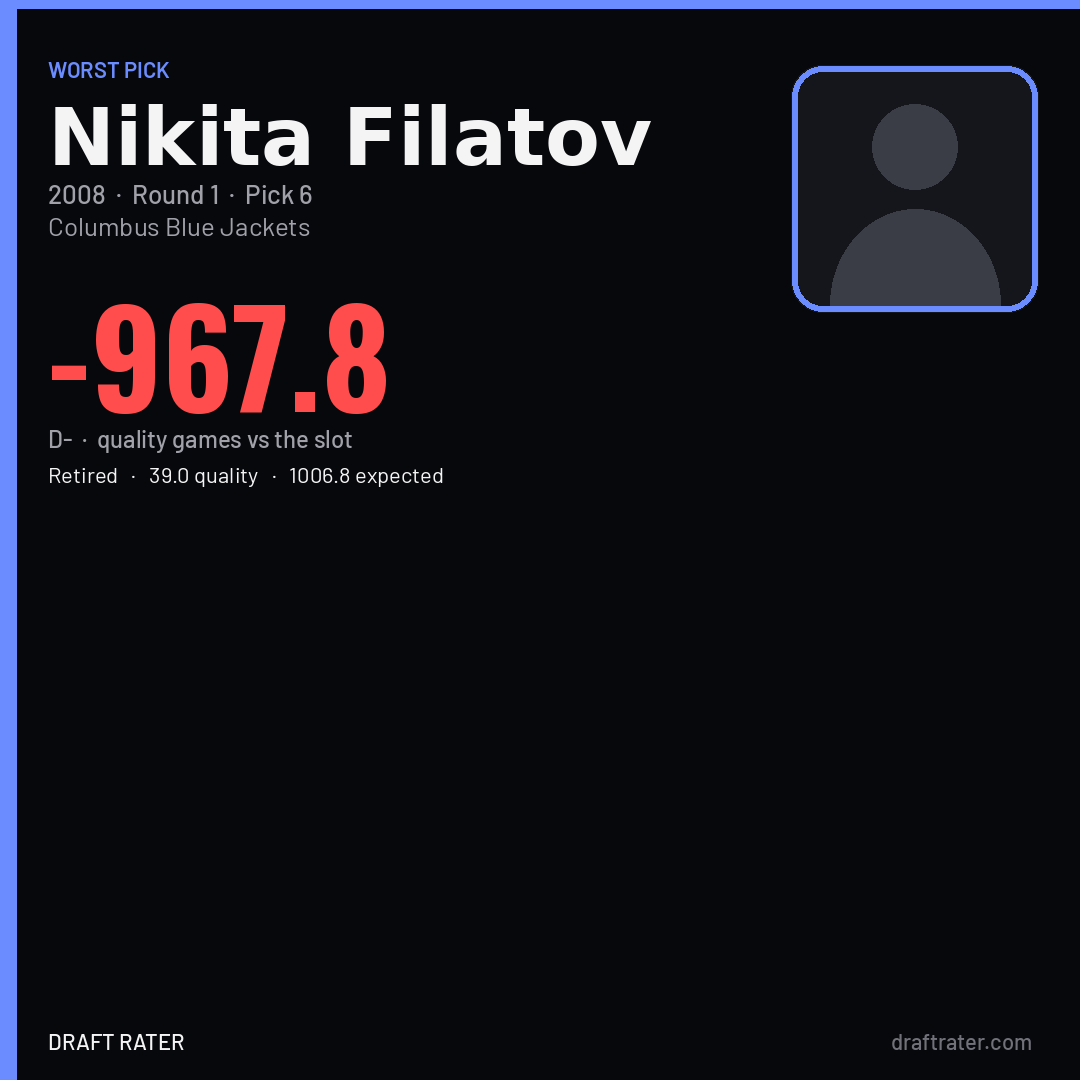 WORST PICK
Nikita Filatov
2008 · Round 1 · Pick 6
Columbus Blue Jackets
-967.8
D- · quality games vs the slot
Retired · 39.0 quality · 1006.8 expected
DRAFT RATER
draftrater.com